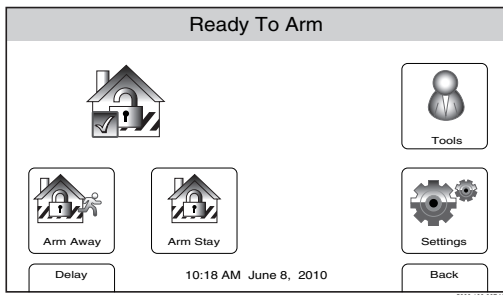 Ready To Arm
Tools
Arm Away
Arm Stay
Settings
Delay
10:18 AM June 8, 2010
Back